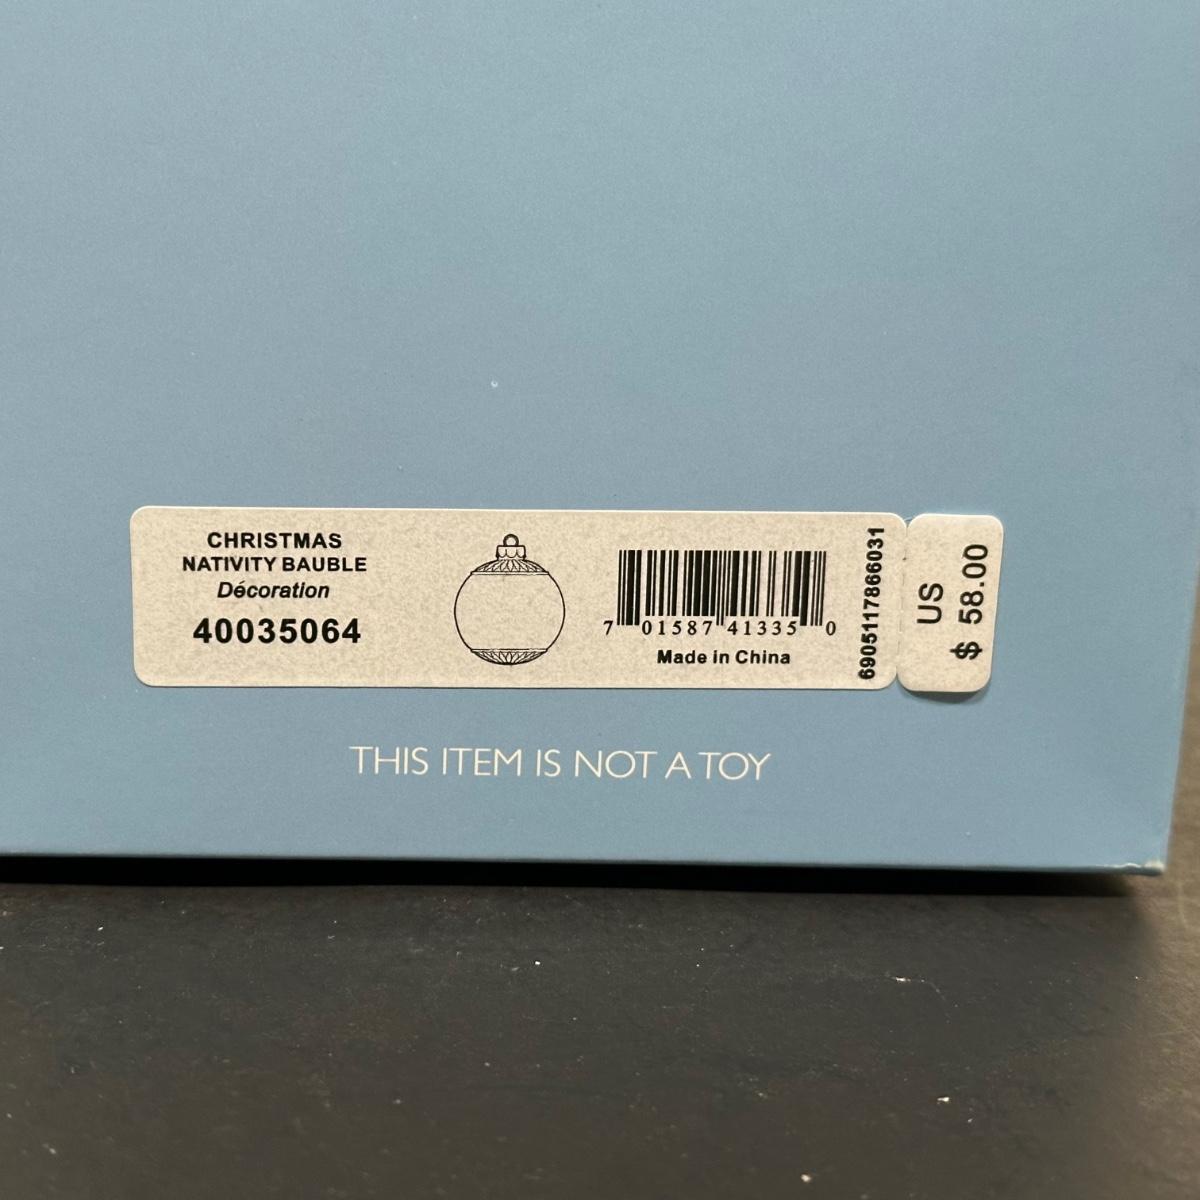 CHRISTMAS
NATIVITY BAUBLE
Décoration
40035064
7 01587 41335 0
Made in China
6905117866031
US
$ 58.00
THIS ITEM IS NOT A TOY